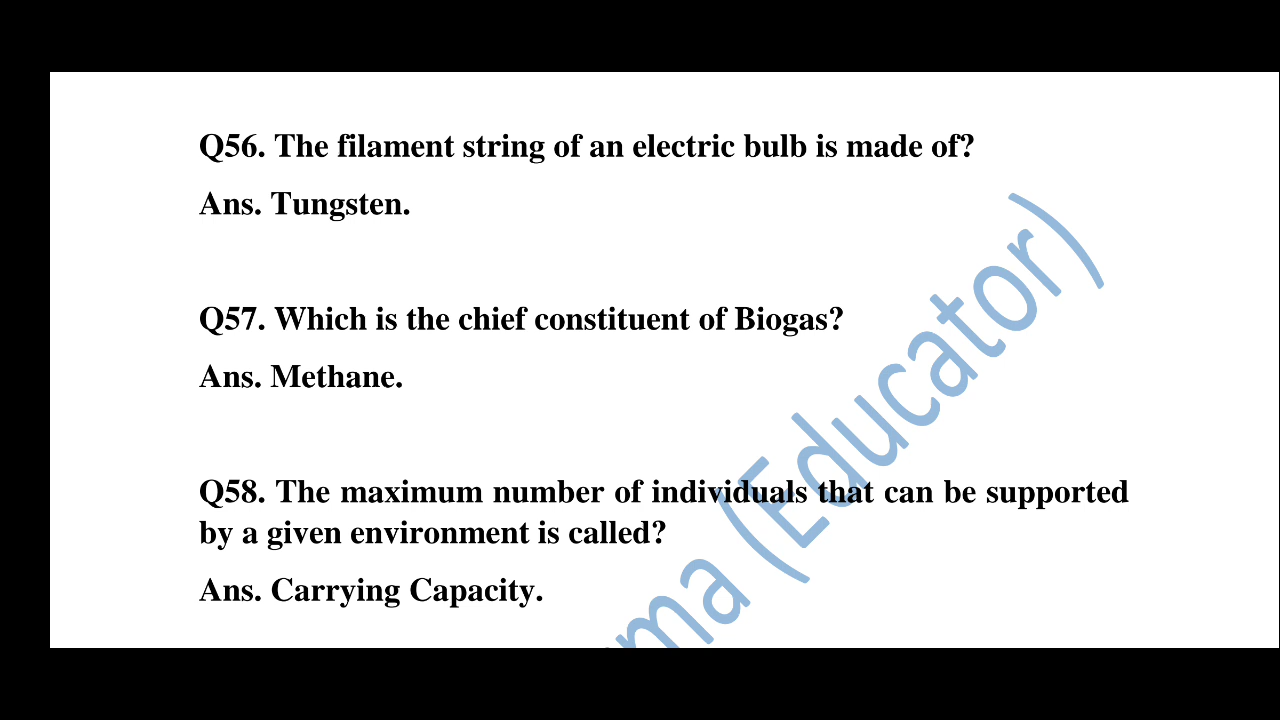 Q56. The filament string of an electric bulb is made of?
Ans. Tungsten.
Q57. Which is the chief constituent of Biogas?
Ans. Methane.
Q58. The maximum number of individuals that can be supported
by a given environment is called?
Ans. Carrying Capacity.
(Educator)